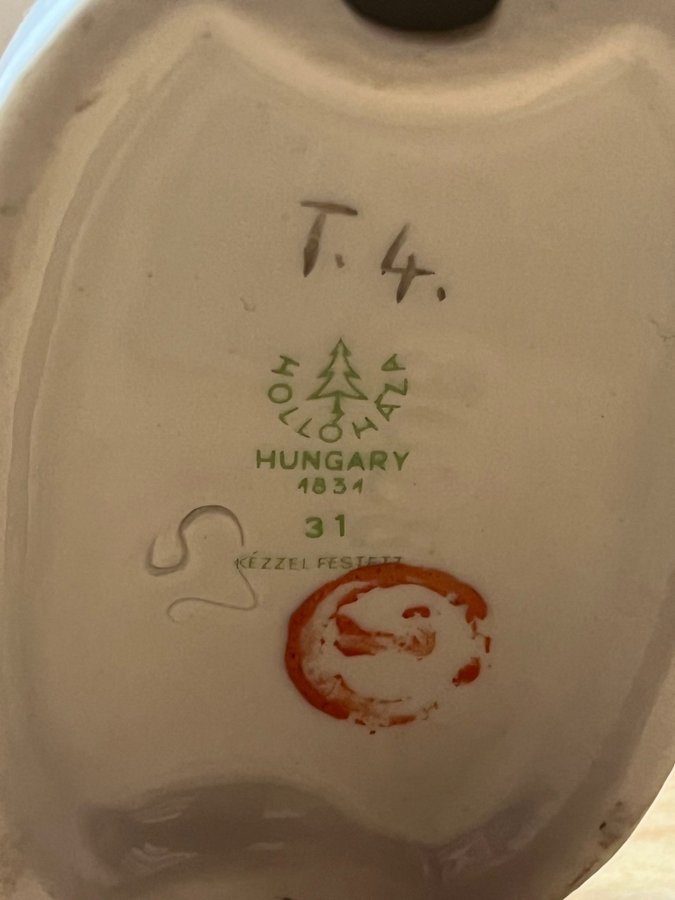 T. 4.
HOLLÓHÁZA
HUNGARY
1831
31
KÉZZEL FESTETT